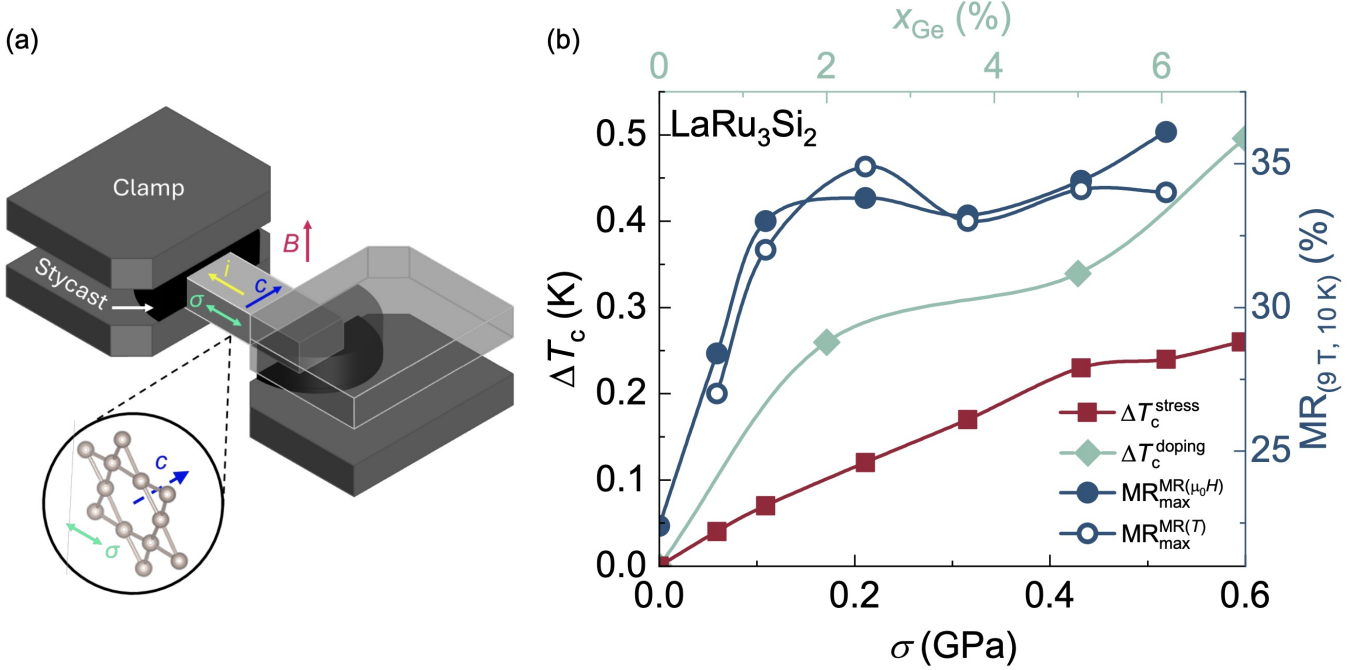 (a)
Clamp
Stycast
B
i
c
σ
c
σ
(b)
x_Ge (%)
0 2 4 6
LaRu₃Si₂
0.5
0.4
0.3
0.2
0.1
0.0
ΔT_c (K)
35
30
25
MR_(9 T, 10 K) (%)
ΔT_c^stress
ΔT_c^doping
MR_max^MR(μ₀H)
MR_max^MR(T)
0.0 0.2 0.4 0.6
σ (GPa)